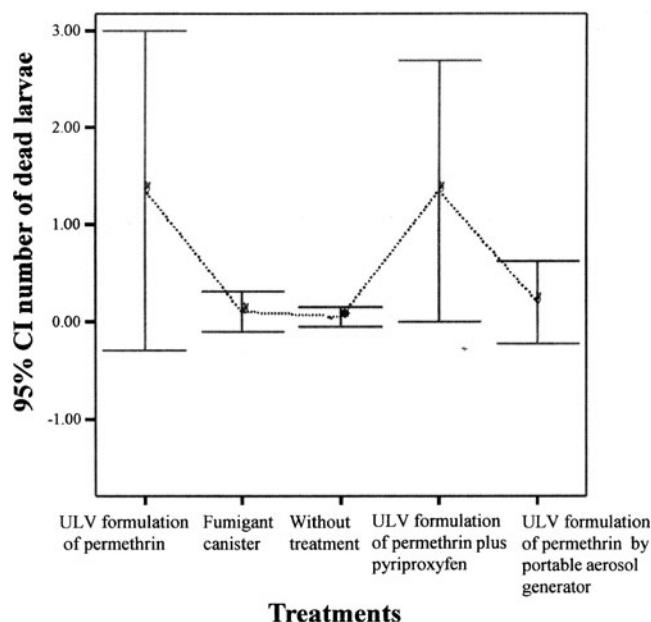 95% CI number of dead larvae
3.00
2.00
1.00
0.00
-1.00
ULV formulation
of permethrin
Fumigant
canister
Without
treatment
ULV formulation
of permethrin plus
pyriproxyfen
ULV formulation
of permethrin by
portable aerosol
generator
Treatments